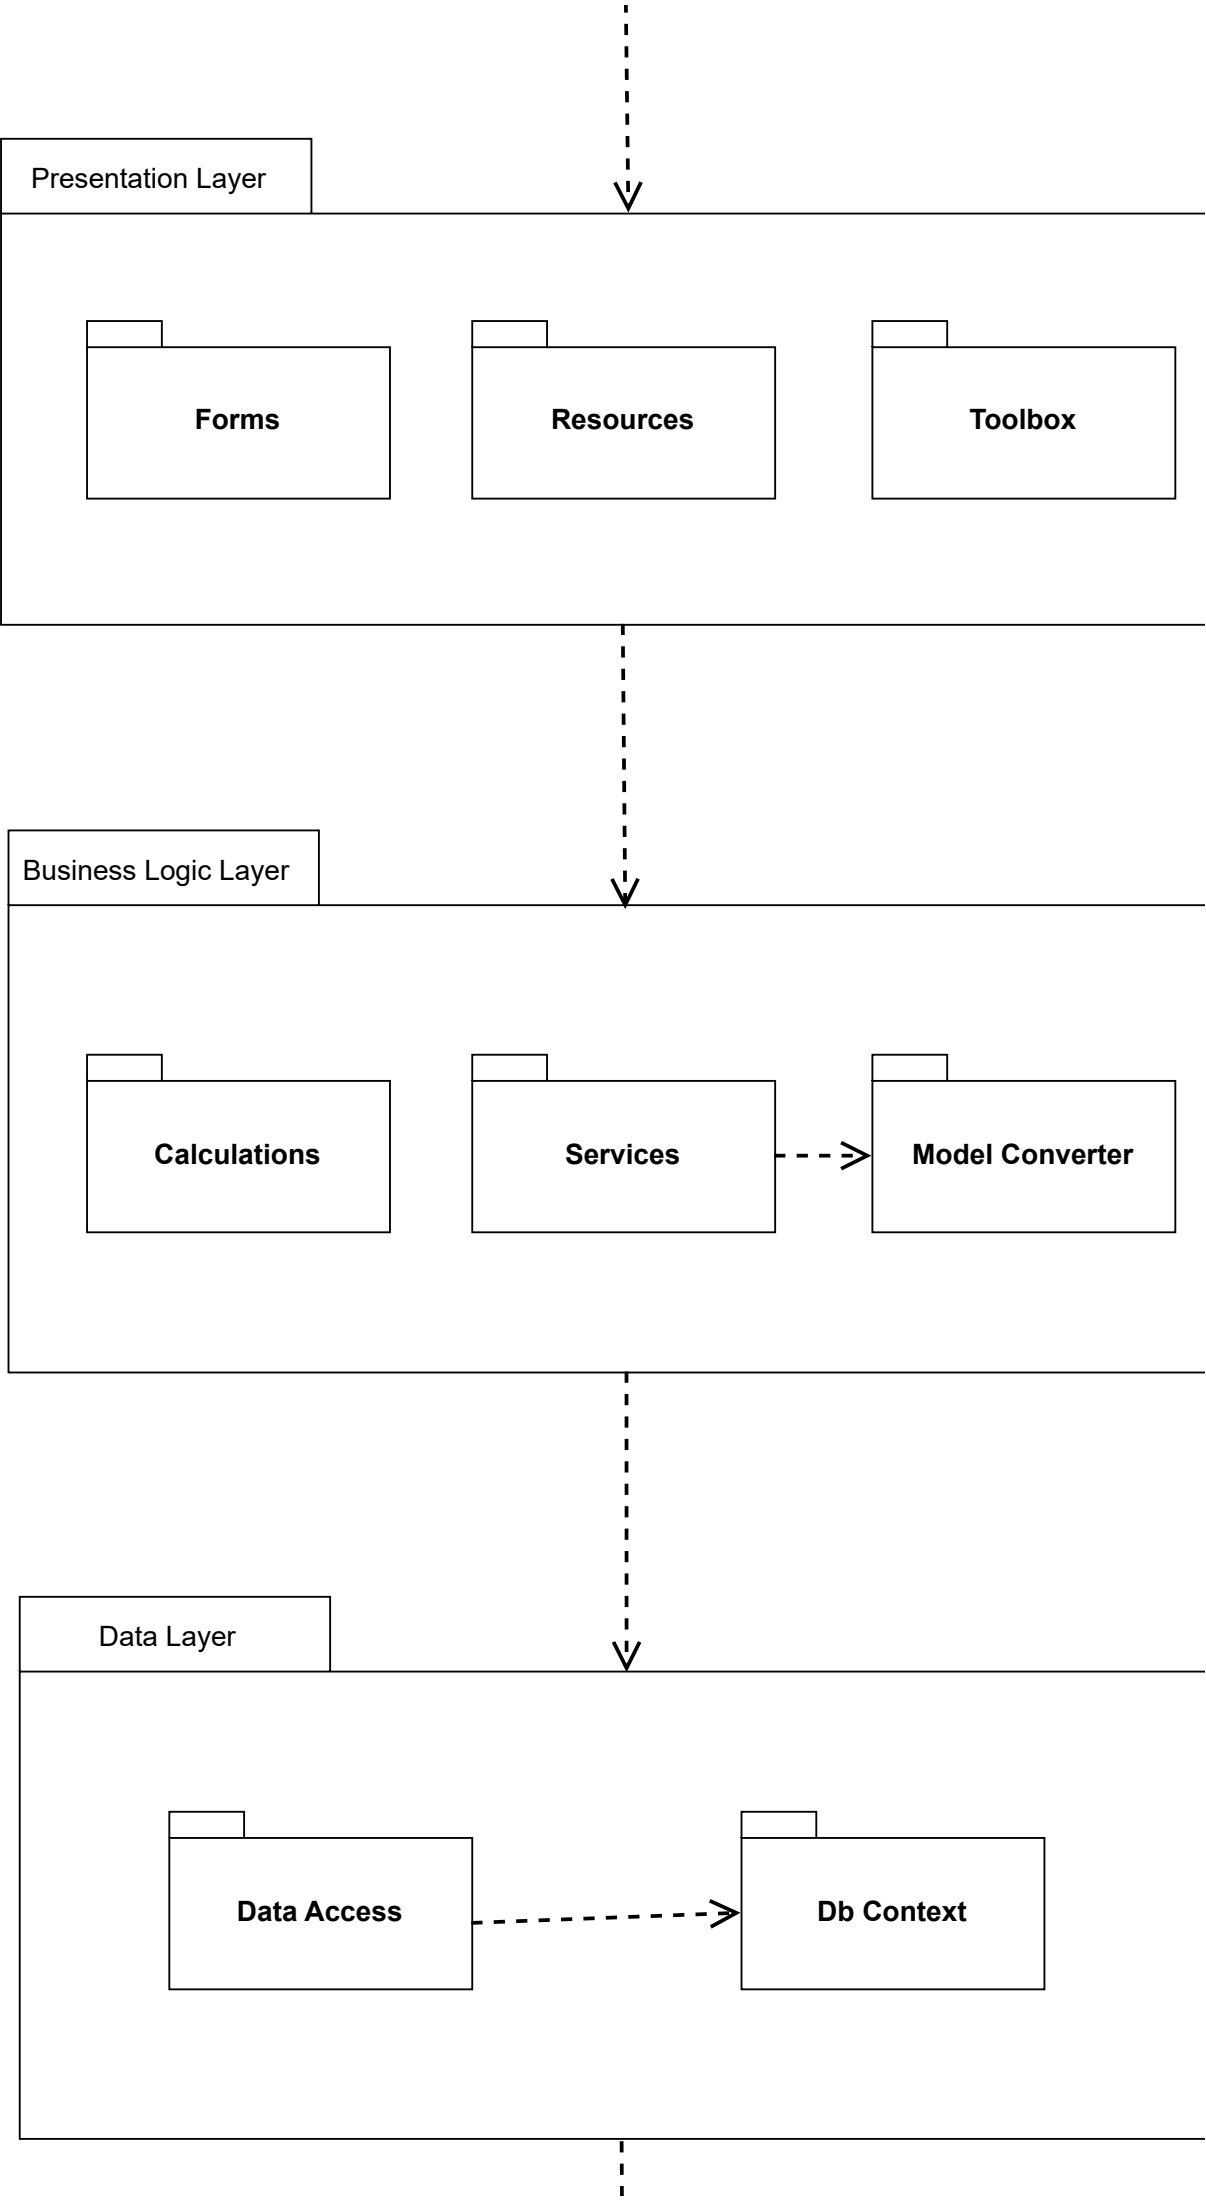 Presentation Layer
Forms
Resources
Toolbox
Business Logic Layer
Calculations
Services
Model Converter
Data Layer
Data Access
Db Context